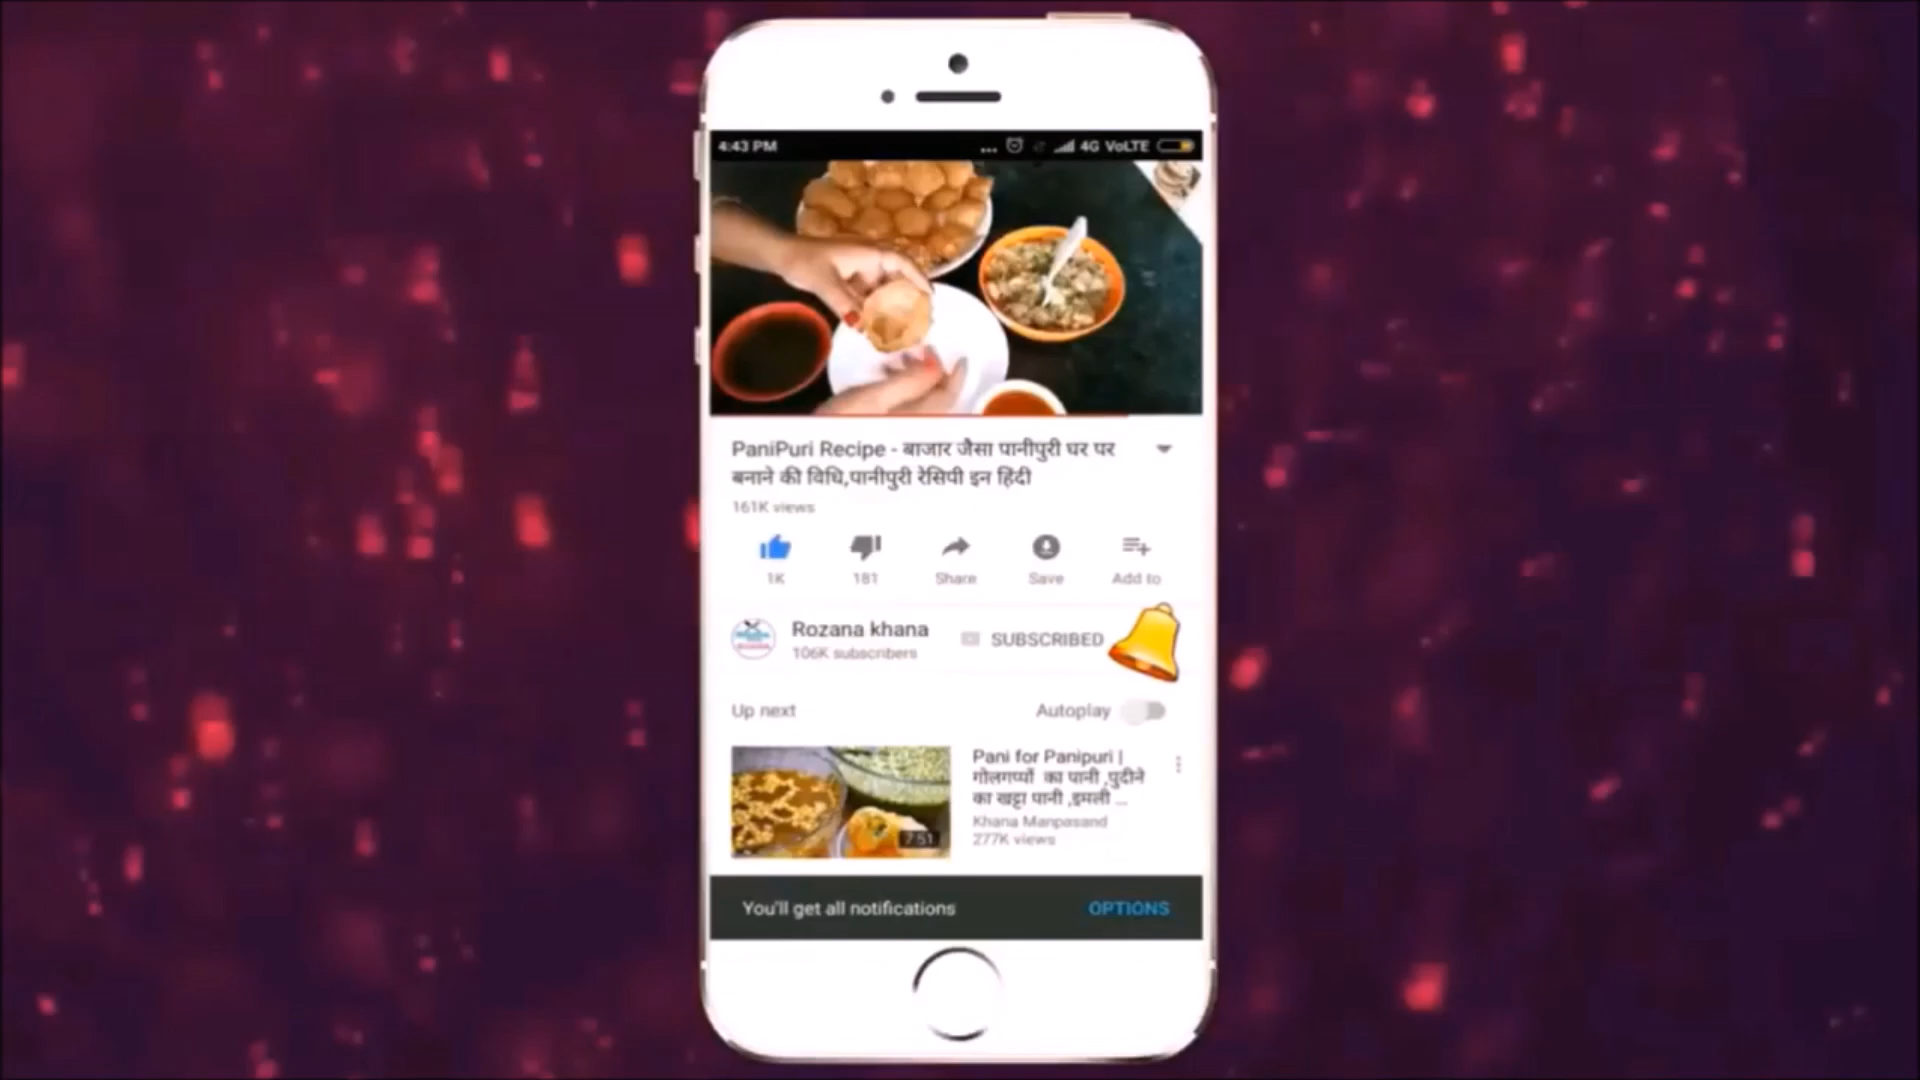 4:43 PM
... 4G VoLTE
PaniPuri Recipe - बाजार जैसा पानीपुरी घर पर
बनाने की विधि,पानीपुरी रेसिपी इन हिंदी
161K views
1K 181 Share Save Add to
Rozana khana
106K subscribers
SUBSCRIBED
Up next
Autoplay
Pani for Panipuri |
गोलगप्पों का पानी ,पुदीने
का खट्टा पानी ,इमली ...
Khana Manpasand
277K views
7:51
You'll get all notifications
OPTIONS